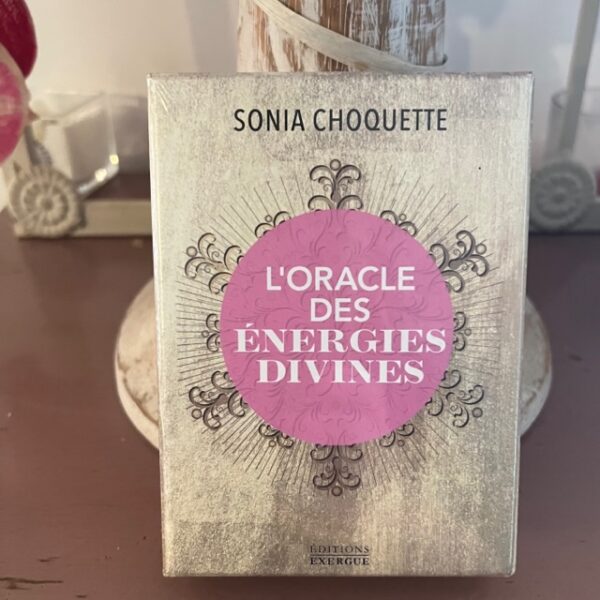 SONIA CHOQUETTE
L'ORACLE
DES
ÉNERGIES
DIVINES
ÉDITIONS
EXERGUE